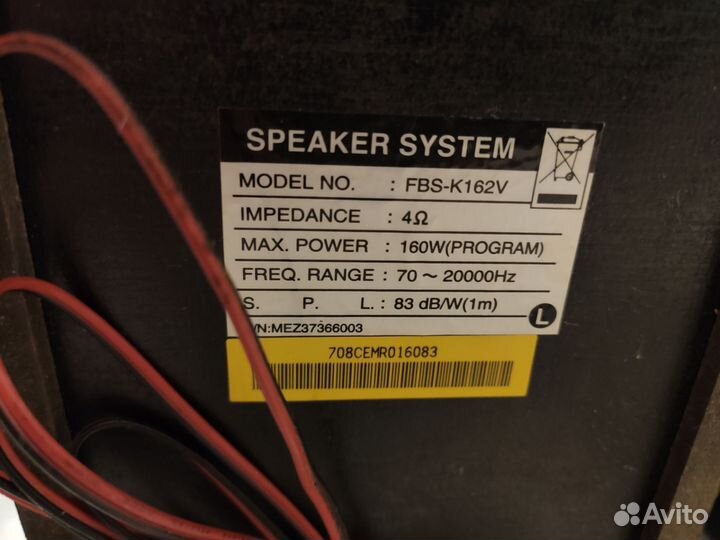 SPEAKER SYSTEM
MODEL NO. : FBS-K162V
IMPEDANCE : 4Ω
MAX. POWER : 160W(PROGRAM)
FREQ. RANGE : 70 ~ 20000Hz
S. P. L. : 83 dB/W(1m)
/N:MEZ37366003
L
708CEMR016083
Avito